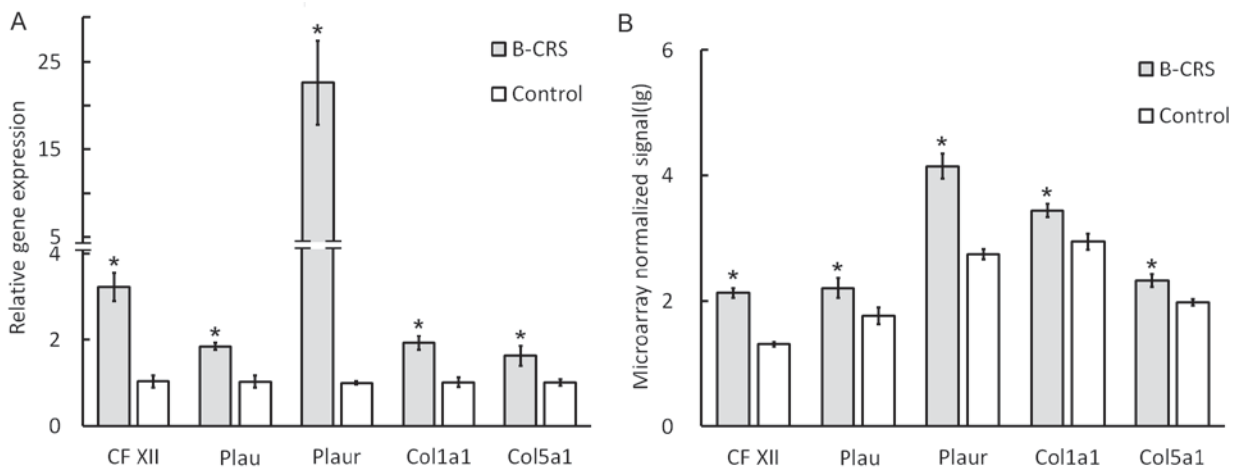 A
Relative gene expression
25
15
5
4
2
0
*
*
*
*
*
B-CRS
Control
CF XII Plau Plaur Col1a1 Col5a1
B
Microarray normalized signal(lg)
6
4
2
0
*
*
*
*
*
B-CRS
Control
CF XII Plau Plaur Col1a1 Col5a1